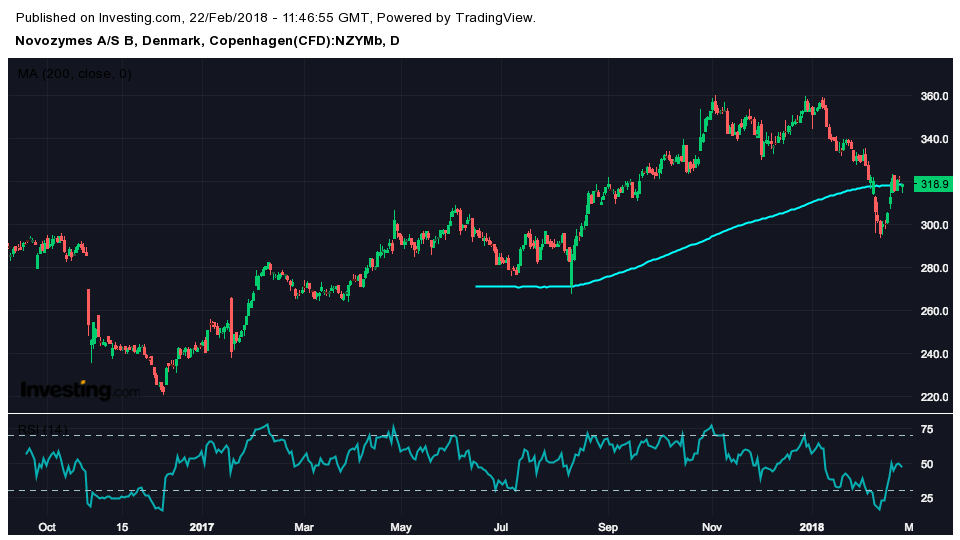 Published on Investing.com, 22/Feb/2018 - 11:46:55 GMT, Powered by TradingView.
Novozymes A/S B, Denmark, Copenhagen(CFD):NZYMb, D
MA (200, close, 0)
360.0
340.0
320.0
318.9
300.0
280.0
260.0
240.0
Investing.com
220.0
RSI (14)
75
50
25
Oct 15 2017 Mar May Jul Sep Nov 2018 M